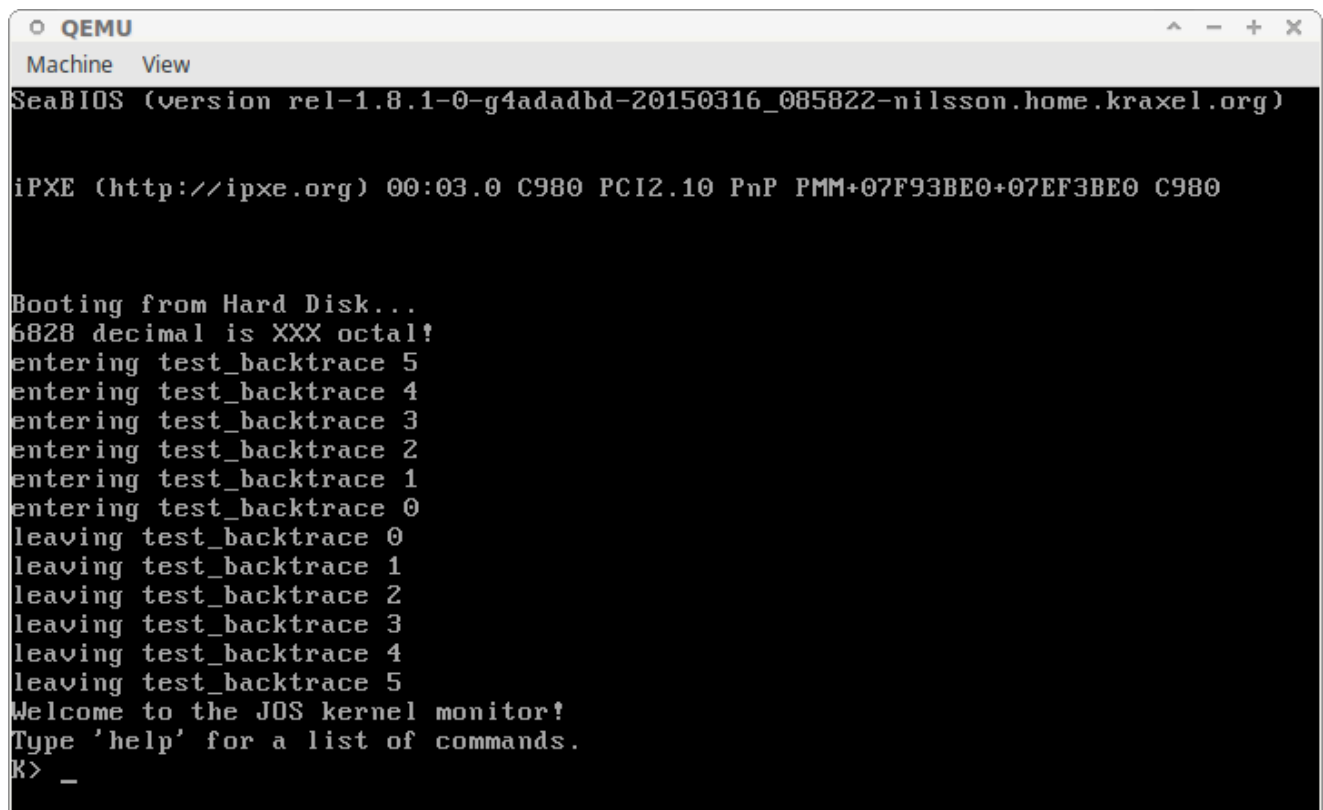 QEMU
Machine View
SeaBIOS (version rel-1.8.1-0-g4adadbd-20150316_085822-nilsson.home.kraxel.org)
iPXE (http://ipxe.org) 00:03.0 C980 PCI2.10 PnP PMM+07F93BE0+07EF3BE0 C980
Booting from Hard Disk...
6828 decimal is XXX octal!
entering test_backtrace 5
entering test_backtrace 4
entering test_backtrace 3
entering test_backtrace 2
entering test_backtrace 1
entering test_backtrace 0
leaving test_backtrace 0
leaving test_backtrace 1
leaving test_backtrace 2
leaving test_backtrace 3
leaving test_backtrace 4
leaving test_backtrace 5
Welcome to the JOS kernel monitor!
Type 'help' for a list of commands.
K> _